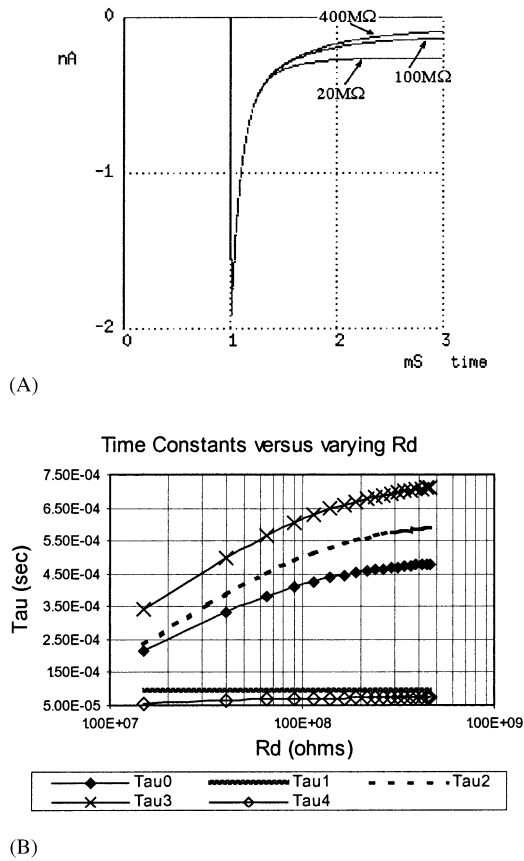 0
nA
400MΩ
100MΩ
20MΩ
-1
-2
0 1 2 3
mS time
(A)
Time Constants versus varying Rd
Tau (sec)
7.50E-04
6.50E-04
5.50E-04
4.50E-04
3.50E-04
2.50E-04
150E-04
5.00E-05
100E+07 100E+08 100E+09
Rd (ohms)
Tau0 Tau1 Tau2
Tau3 Tau4
(B)